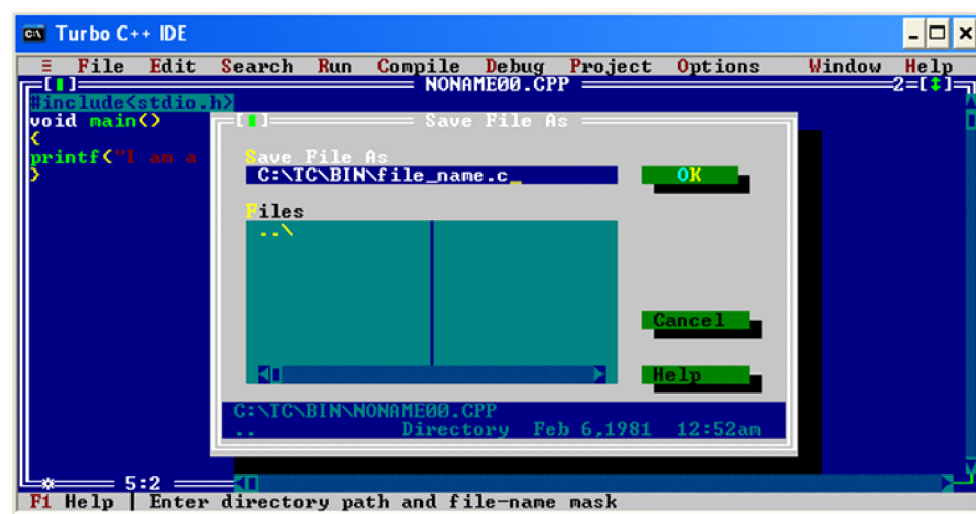 Turbo C++ IDE
≡ File Edit Search Run Compile Debug Project Options Window Help
NONAME00.CPP 2=[↕]
#include<stdio.h>
void main()
{
printf("I am a
}
Save File As
Save File As
C:\TC\BIN\file_name.c_
OK
Files
..\
Cancel
Help
C:\TC\BIN\NONAME00.CPP
.. Directory Feb 6,1981 12:52am
5:2
F1 Help | Enter directory path and file-name mask